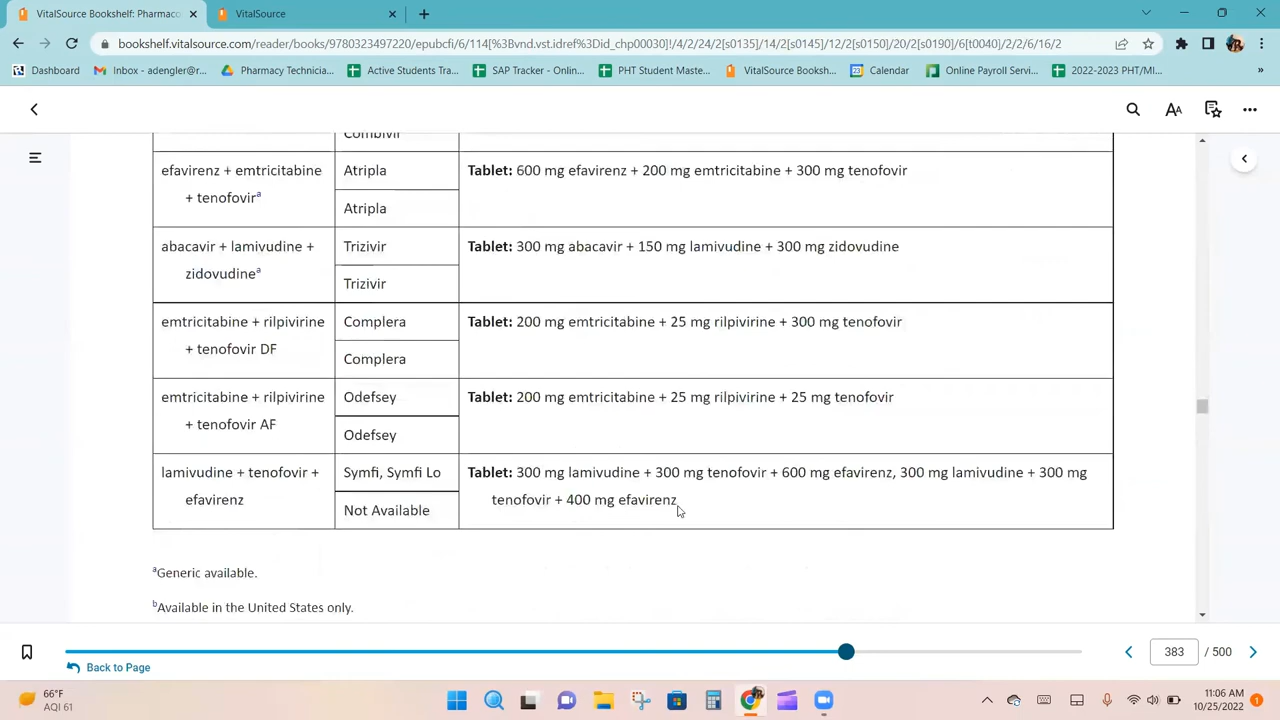 VitalSource Bookshelf: Pharmaco
VitalSource
bookshelf.vitalsource.com/reader/books/9780323497220/epubcfi/6/114[%3Bvnd.vst.idref%3Did_chp00030]!/4/2/24/2[s0135]/14/2[s0145]/12/2[s0150]/20/2[s0190]/6[t0040]/2/2/6/16/2
Dashboard
Inbox - adengler@r...
Pharmacy Technicia...
Active Students Tra...
SAP Tracker - Onlin...
PHT Student Maste...
VitalSource Booksh...
Calendar
Online Payroll Servi...
2022-2023 PHT/MI...
»
AA
Combivir
efavirenz + emtricitabine
+ tenofovirᵃ
Atripla
Atripla
Tablet: 600 mg efavirenz + 200 mg emtricitabine + 300 mg tenofovir
abacavir + lamivudine +
zidovudineᵃ
Trizivir
Trizivir
Tablet: 300 mg abacavir + 150 mg lamivudine + 300 mg zidovudine
emtricitabine + rilpivirine
+ tenofovir DF
Complera
Complera
Tablet: 200 mg emtricitabine + 25 mg rilpivirine + 300 mg tenofovir
emtricitabine + rilpivirine
+ tenofovir AF
Odefsey
Odefsey
Tablet: 200 mg emtricitabine + 25 mg rilpivirine + 25 mg tenofovir
lamivudine + tenofovir +
efavirenz
Symfi, Symfi Lo
Not Available
Tablet: 300 mg lamivudine + 300 mg tenofovir + 600 mg efavirenz, 300 mg lamivudine + 300 mg
tenofovir + 400 mg efavirenz
ᵃGeneric available.
ᵇAvailable in the United States only.
Back to Page
383 / 500
66°F
AQI 61
11:06 AM
10/25/2022
1